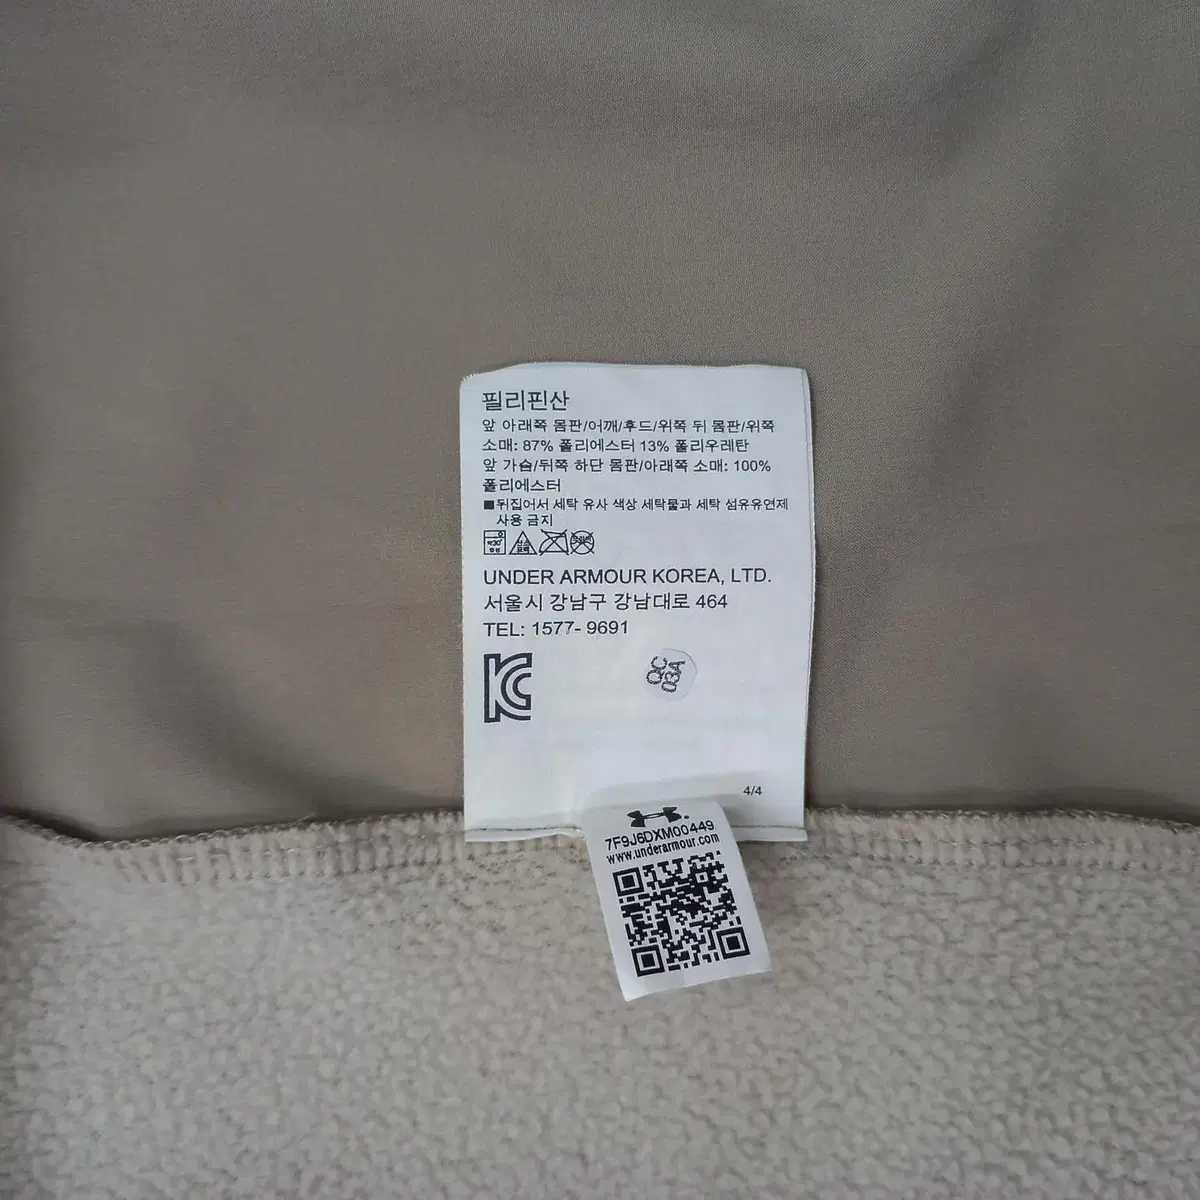 필리핀산
앞 아래쪽 몸판/어깨/후드/위쪽 뒤 몸판/위쪽
소매: 87% 폴리에스터 13% 폴리우레탄
앞 가슴/뒤쪽 하단 몸판/아래쪽 소매: 100%
폴리에스터
■뒤집어서 세탁 유사 색상 세탁물과 세탁 섬유유연제
사용 금지
UNDER ARMOUR KOREA, LTD.
서울시 강남구 강남대로 464
TEL: 1577- 9691
QC
03A
4/4
7F9J6DXM00449
www.underarmour.com